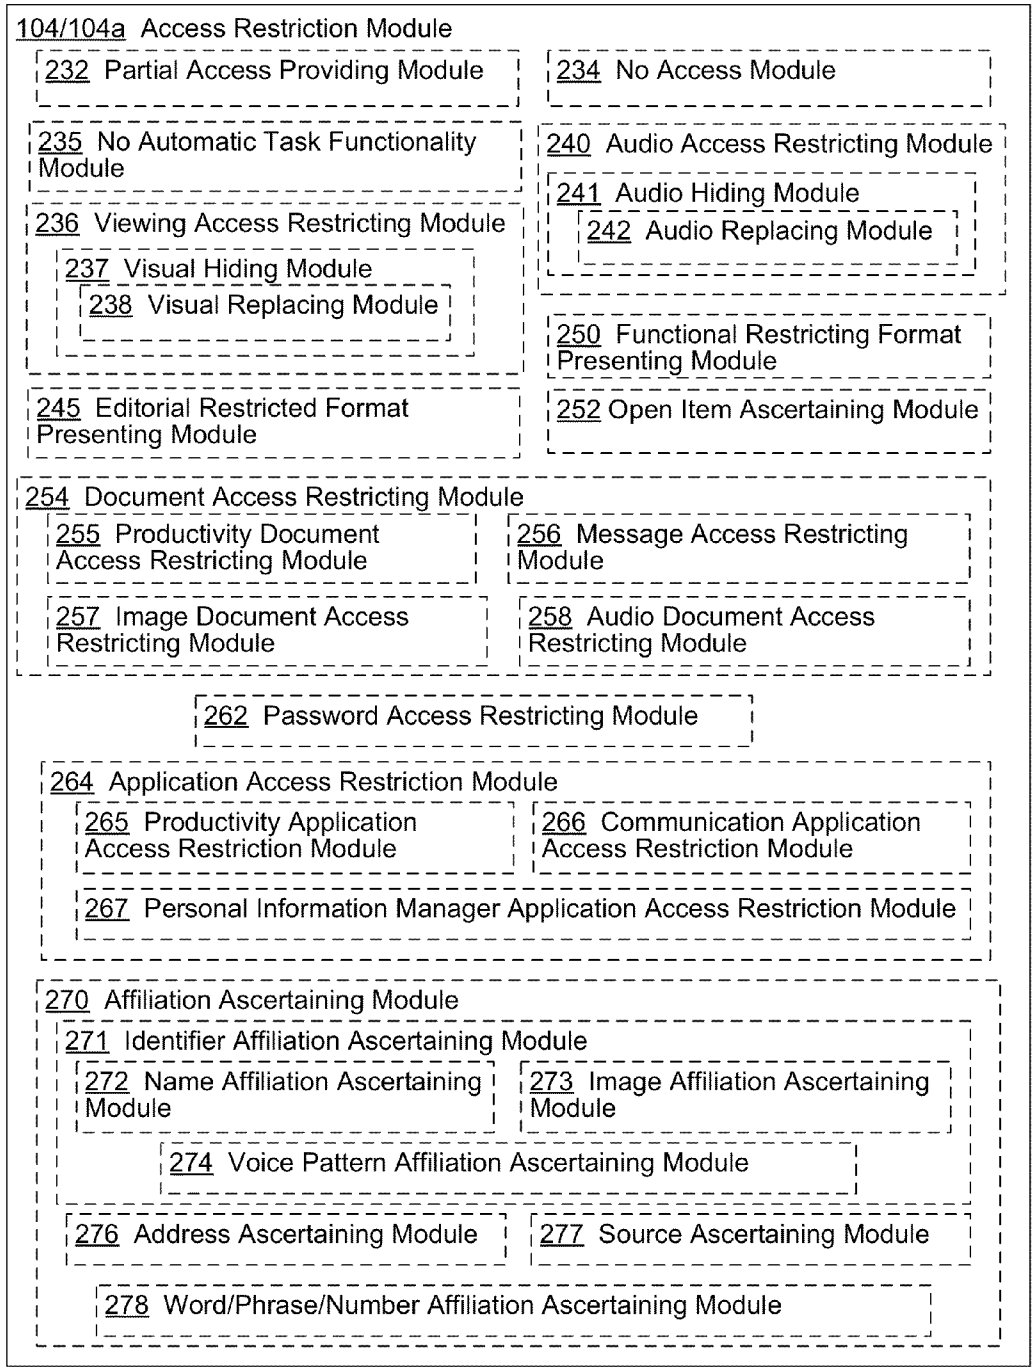 104/104a Access Restriction Module
232 Partial Access Providing Module
234 No Access Module
235 No Automatic Task Functionality
Module
236 Viewing Access Restricting Module
237 Visual Hiding Module
238 Visual Replacing Module
240 Audio Access Restricting Module
241 Audio Hiding Module
242 Audio Replacing Module
245 Editorial Restricted Format
Presenting Module
250 Functional Restricting Format
Presenting Module
252 Open Item Ascertaining Module
254 Document Access Restricting Module
255 Productivity Document
Access Restricting Module
256 Message Access Restricting
Module
257 Image Document Access
Restricting Module
258 Audio Document Access
Restricting Module
262 Password Access Restricting Module
264 Application Access Restriction Module
265 Productivity Application
Access Restriction Module
266 Communication Application
Access Restriction Module
267 Personal Information Manager Application Access Restriction Module
270 Affiliation Ascertaining Module
271 Identifier Affiliation Ascertaining Module
272 Name Affiliation Ascertaining
Module
273 Image Affiliation Ascertaining
Module
274 Voice Pattern Affiliation Ascertaining Module
276 Address Ascertaining Module
277 Source Ascertaining Module
278 Word/Phrase/Number Affiliation Ascertaining Module